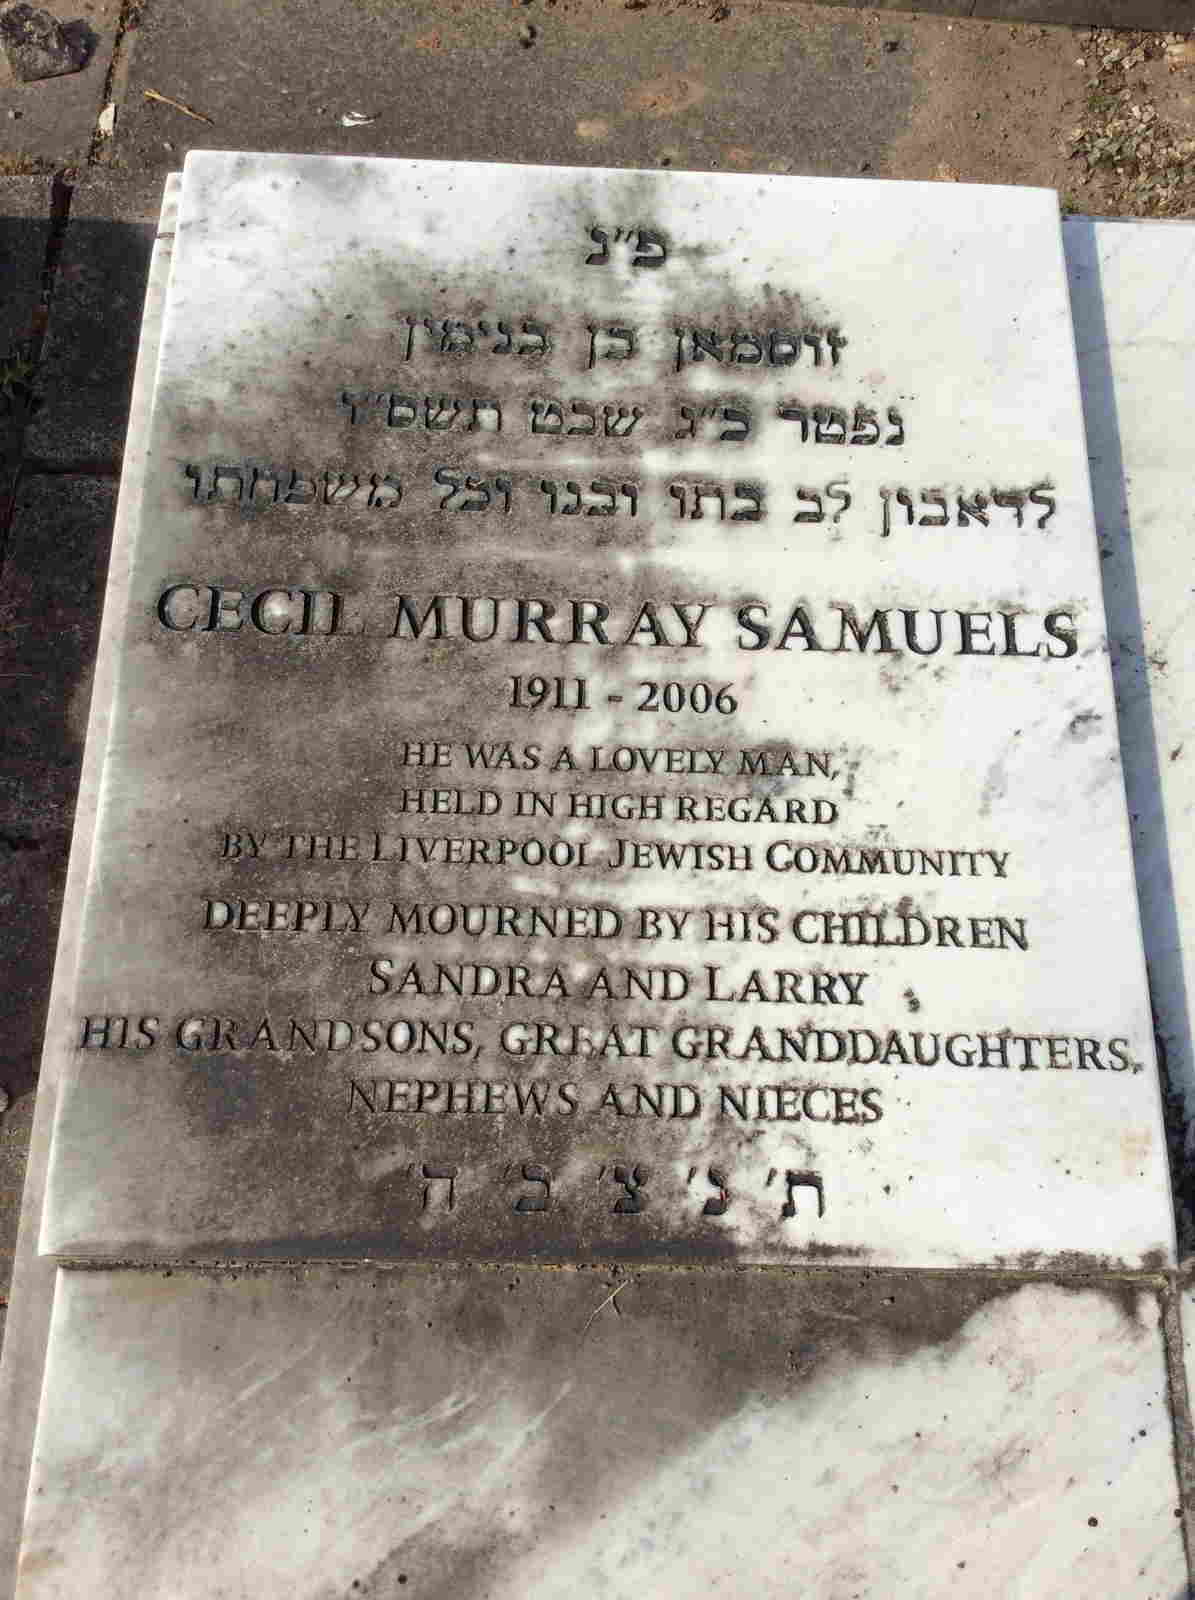 פ״נ
זוסמאן בן בנימין
נפטר כ״ג שבט תשס״ו
לדאבון לב בתו ובנו וכל משפחתו
CECIL MURRAY SAMUELS
1911 - 2006
HE WAS A LOVELY MAN,
HELD IN HIGH REGARD
BY THE LIVERPOOL JEWISH COMMUNITY
DEEPLY MOURNED BY HIS CHILDREN
SANDRA AND LARRY
HIS GRANDSONS, GREAT GRANDDAUGHTERS,
NEPHEWS AND NIECES
ת׳ נ׳ צ׳ ב׳ ה׳